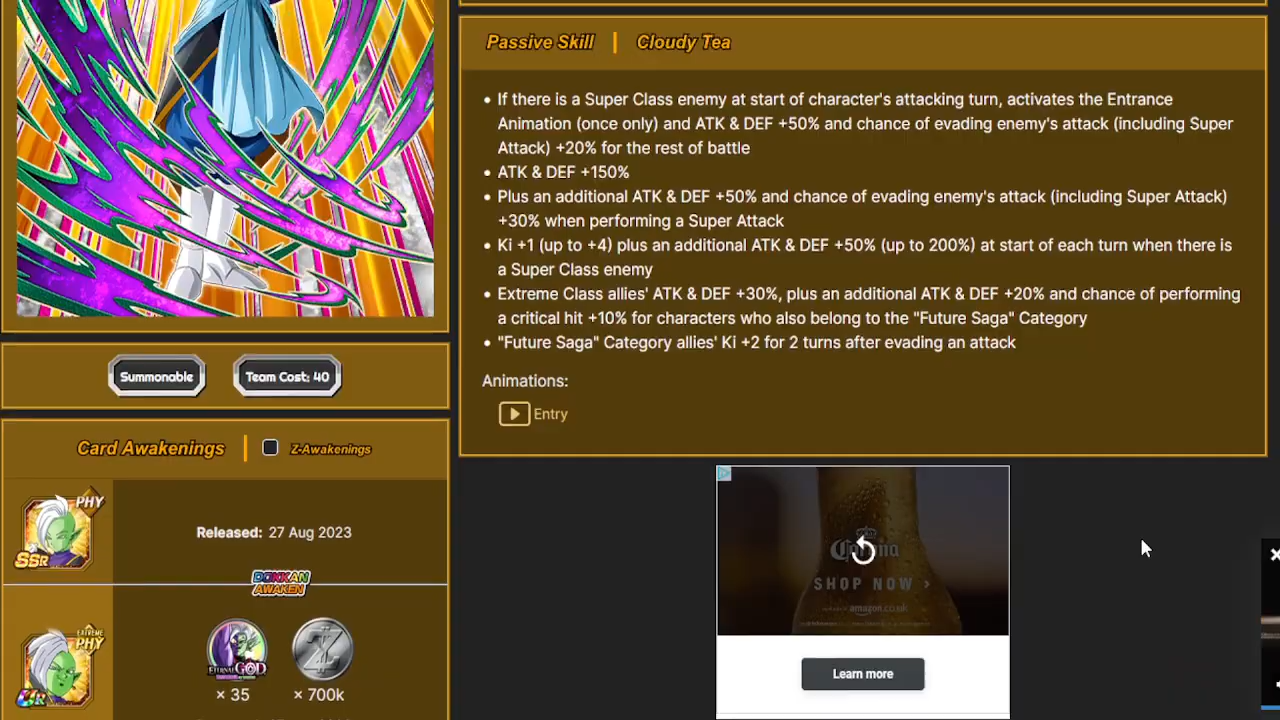 Passive Skill | Cloudy Tea
• If there is a Super Class enemy at start of character's attacking turn, activates the Entrance
Animation (once only) and ATK & DEF +50% and chance of evading enemy's attack (including Super
Attack) +20% for the rest of battle
• ATK & DEF +150%
• Plus an additional ATK & DEF +50% and chance of evading enemy's attack (including Super Attack)
+30% when performing a Super Attack
• Ki +1 (up to +4) plus an additional ATK & DEF +50% (up to 200%) at start of each turn when there is
a Super Class enemy
• Extreme Class allies' ATK & DEF +30%, plus an additional ATK & DEF +20% and chance of performing
a critical hit +10% for characters who also belong to the "Future Saga" Category
• "Future Saga" Category allies' Ki +2 for 2 turns after evading an attack
Animations:
Entry
Summonable
Team Cost: 40
Card Awakenings | Z-Awakenings
PHY
SSR
Released: 27 Aug 2023
DOKKAN
AWAKEN
EXTREME
PHY
UR
ETERNAL GOD
Z
× 35
× 700k
Corona
SHOP NOW ›
amazon.co.uk
Learn more